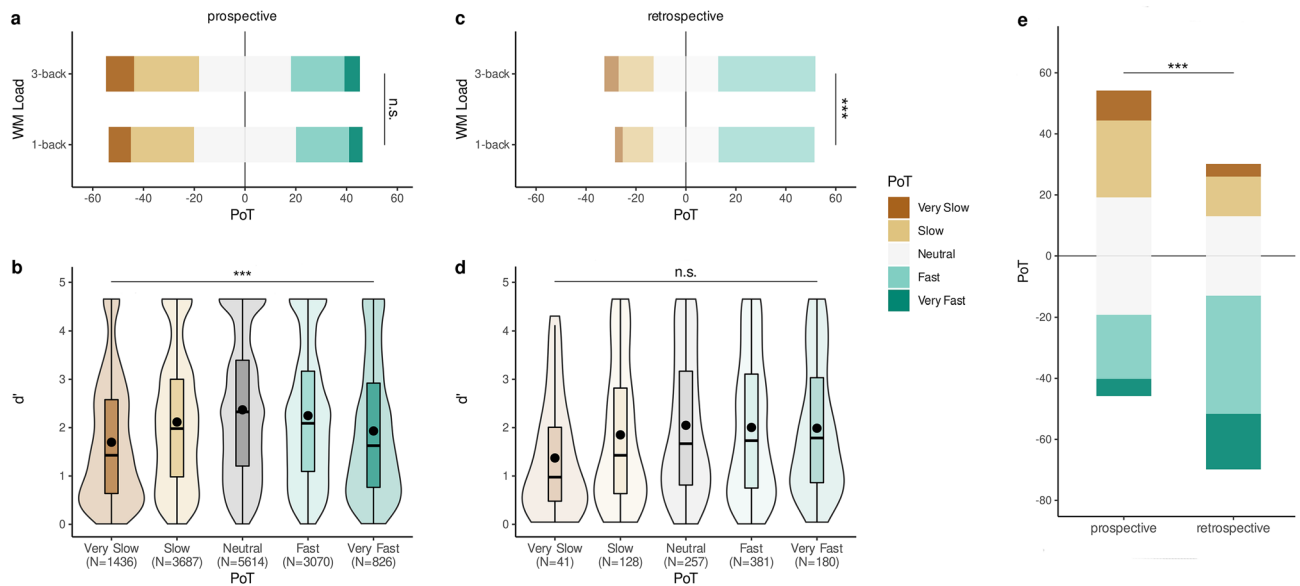 a
prospective
WM Load
3-back
1-back
n.s.
-60 -40 -20 0 20 40 60
PoT
c
retrospective
WM Load
3-back
1-back
***
-60 -40 -20 0 20 40 60
PoT
b
***
d'
5
4
3
2
1
0
Very Slow Slow Neutral Fast Very Fast
(N=1436) (N=3687) (N=5614) (N=3070) (N=826)
PoT
d
n.s.
d'
5
4
3
2
1
0
Very Slow Slow Neutral Fast Very Fast
(N=41) (N=128) (N=257) (N=381) (N=180)
PoT
PoT
Very Slow
Slow
Neutral
Fast
Very Fast
e
***
PoT
60
40
20
0
-20
-40
-60
-80
prospective retrospective